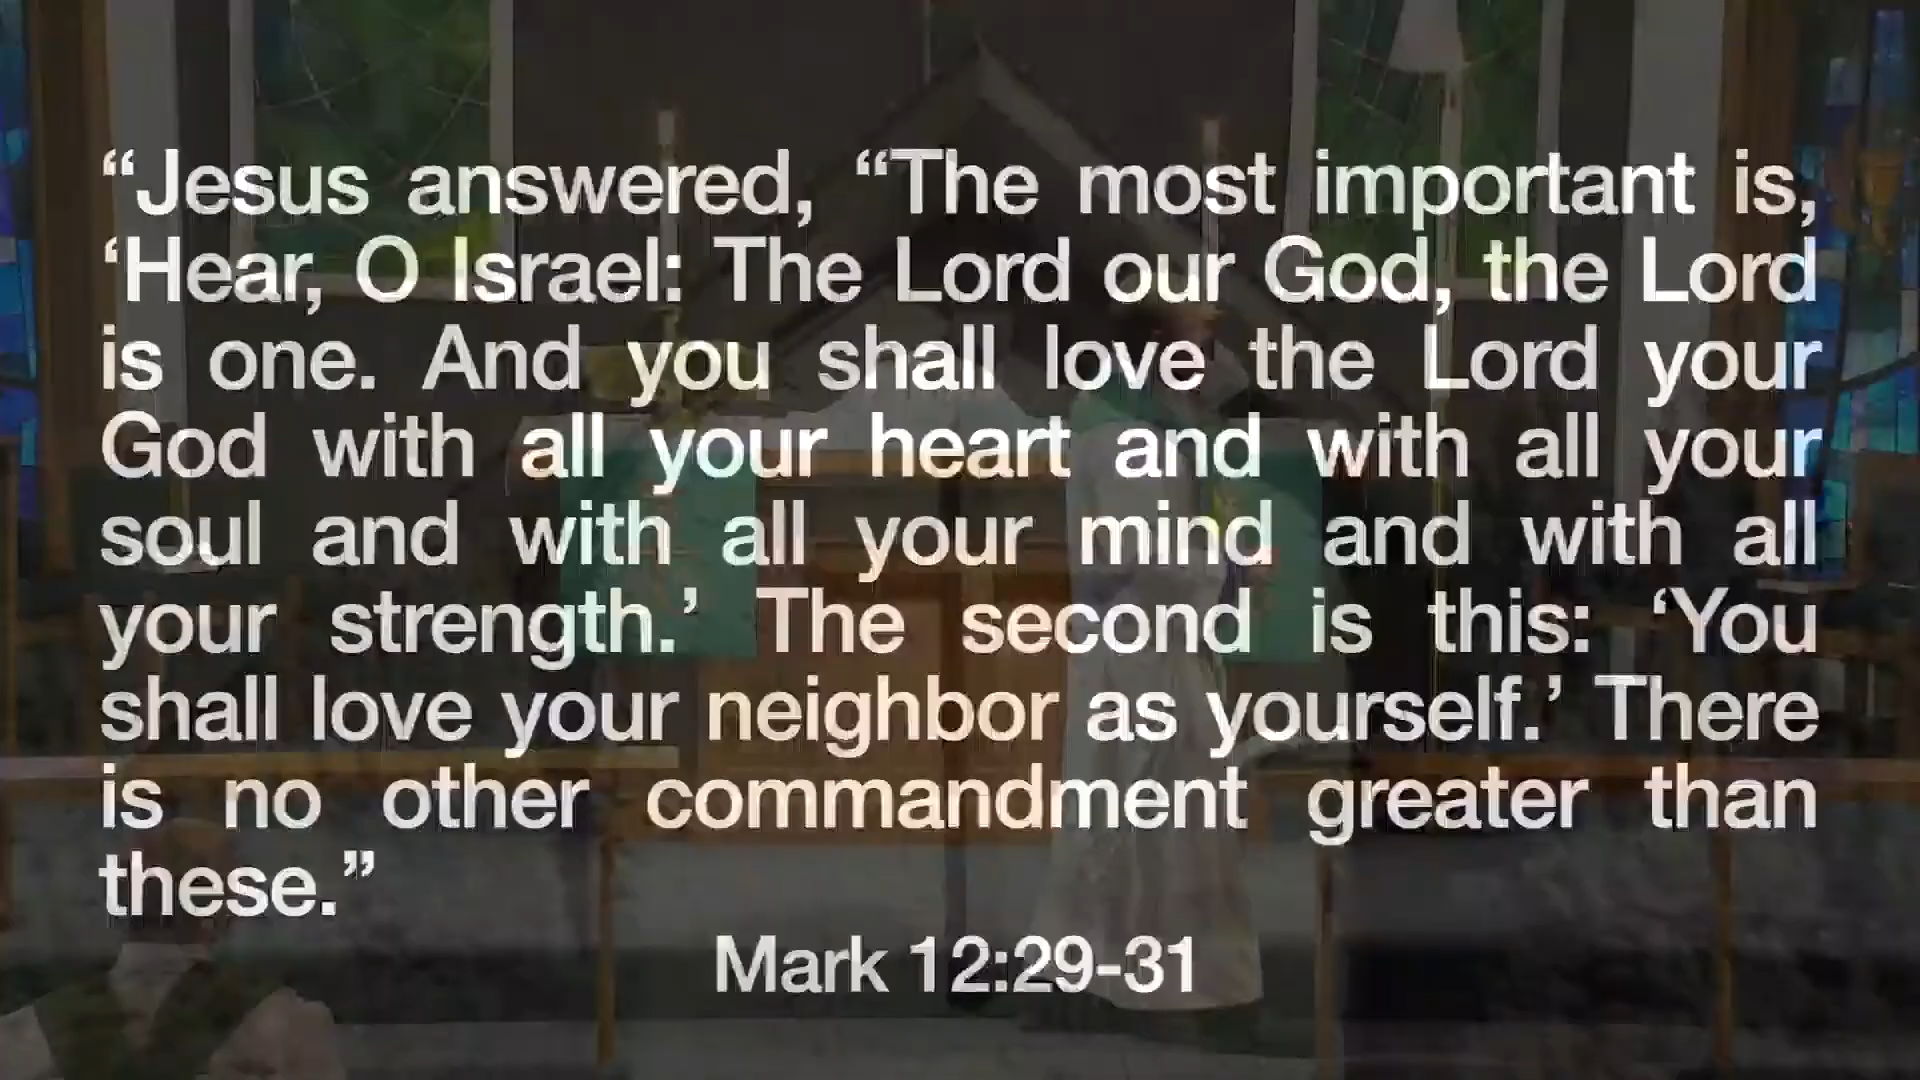 “Jesus answered, “The most important is,
‘Hear, O Israel: The Lord our God, the Lord
is one. And you shall love the Lord your
God with all your heart and with all your
soul and with all your mind and with all
your strength.’ The second is this: ‘You
shall love your neighbor as yourself.’ There
is no other commandment greater than
these.”
Mark 12:29-31